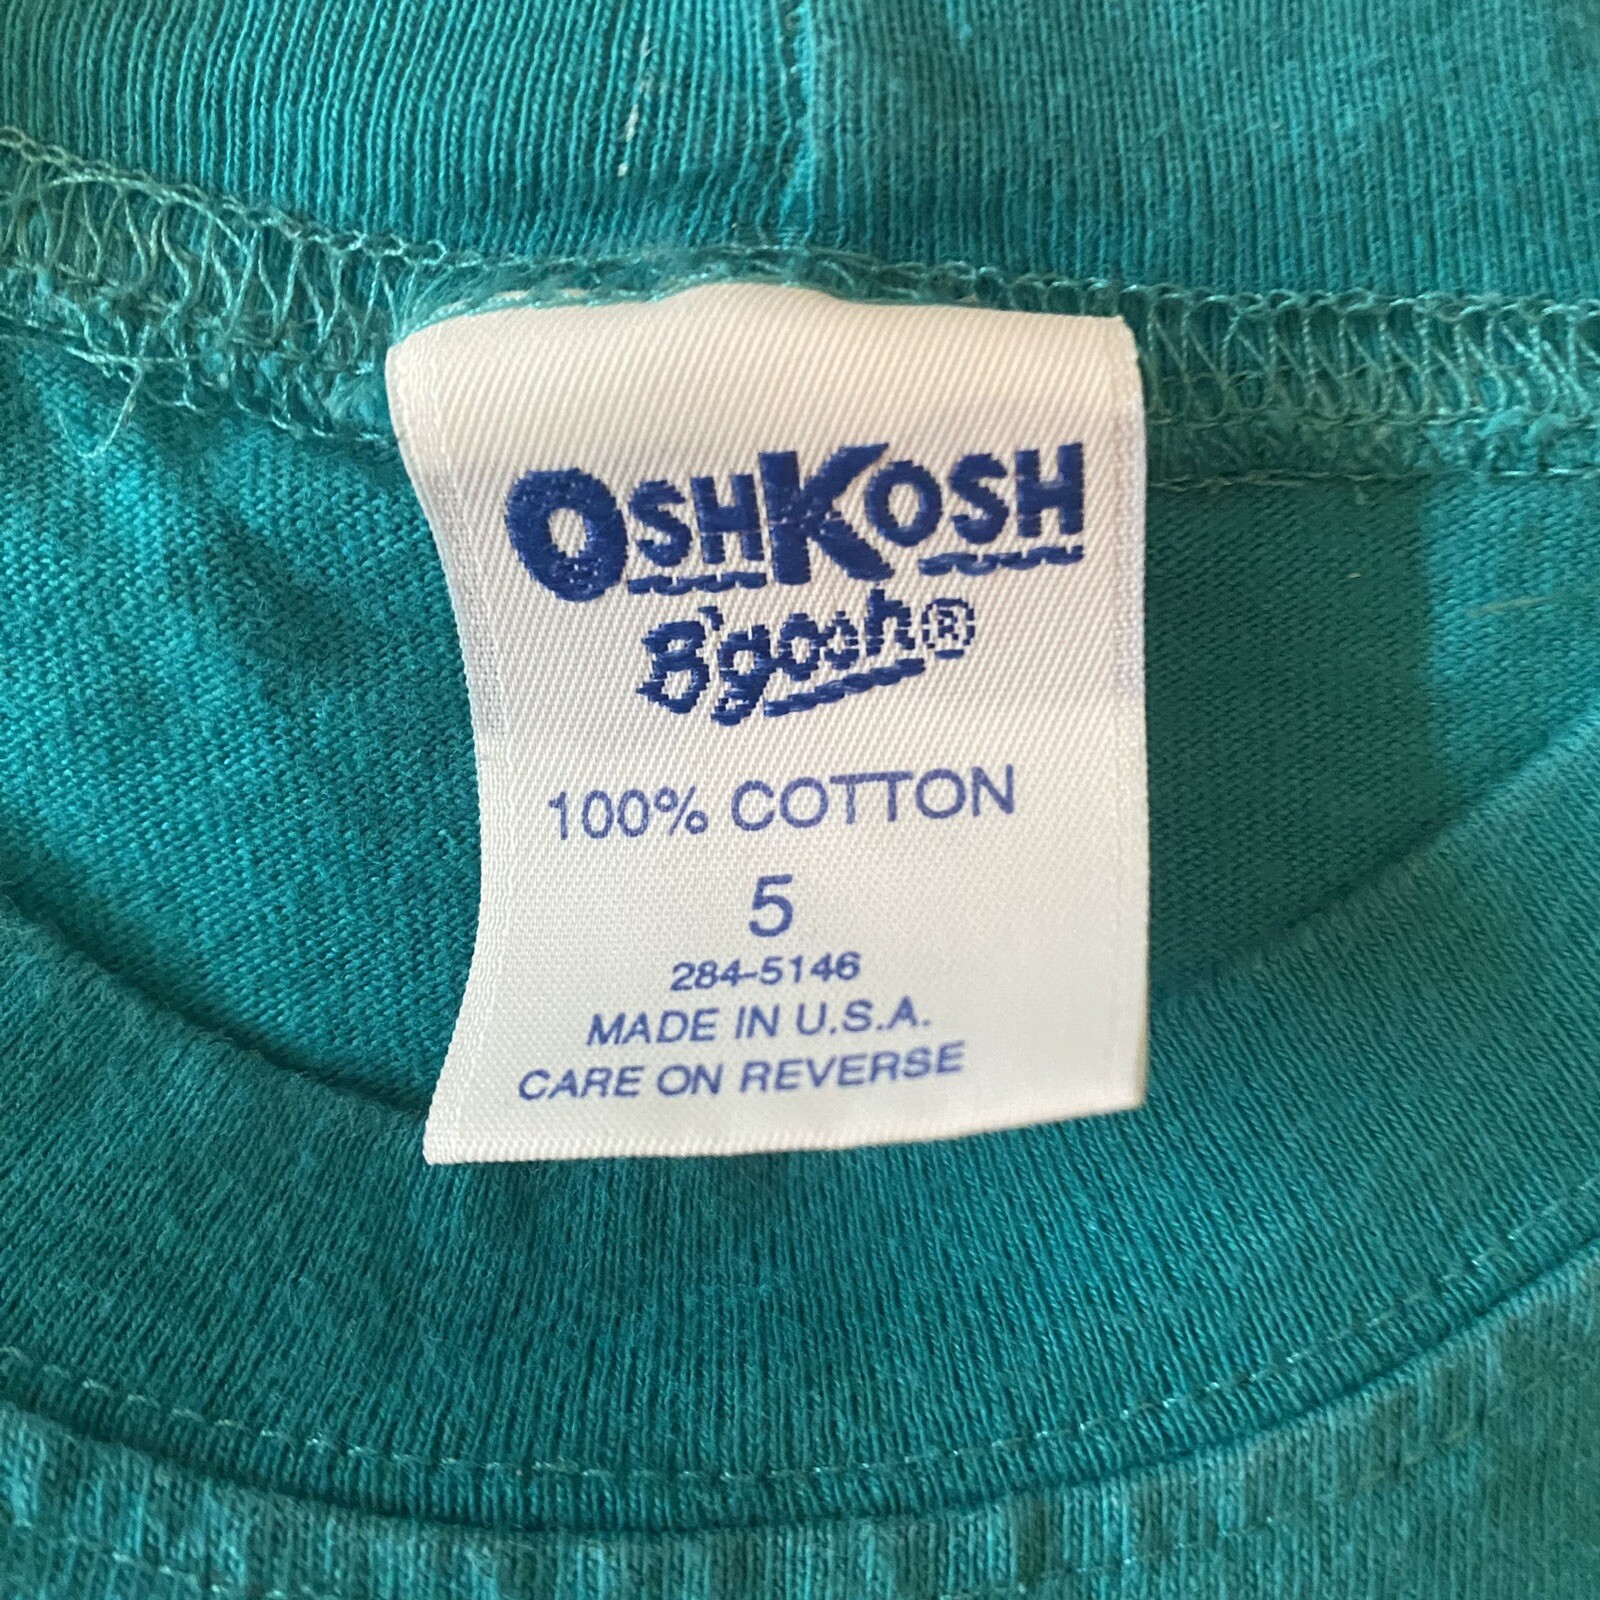 OSHKOSH
B'gosh®
100% COTTON
5
284-5146
MADE IN U.S.A.
CARE ON REVERSE